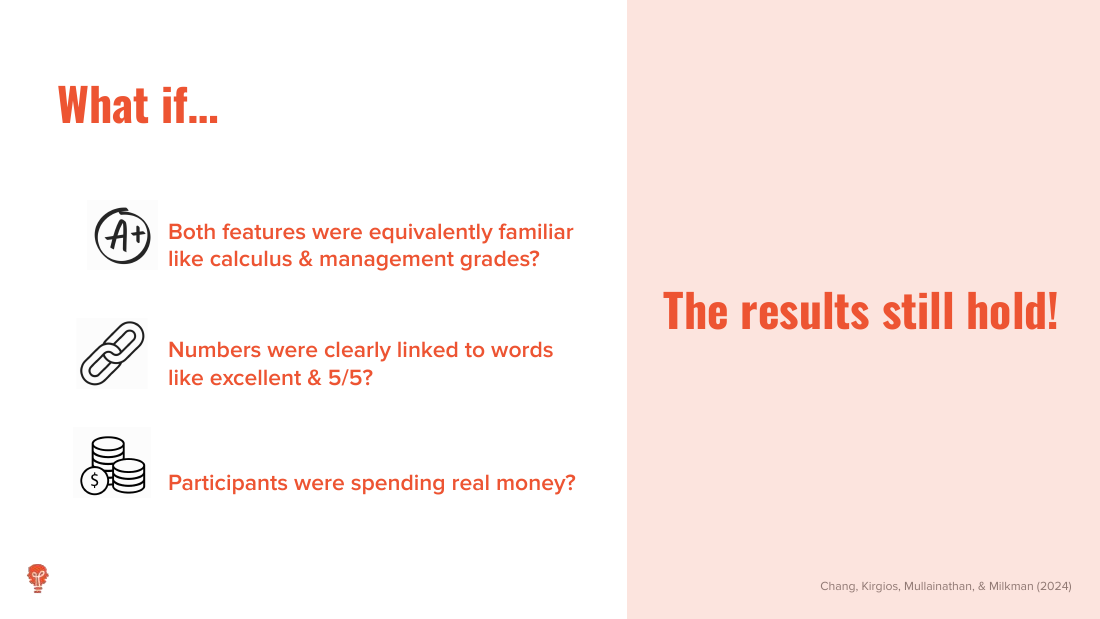 What if...
A+
Both features were equivalently familiar
like calculus & management grades?
Numbers were clearly linked to words
like excellent & 5/5?
$
Participants were spending real money?
The results still hold!
Chang, Kirgios, Mullainathan, & Milkman (2024)